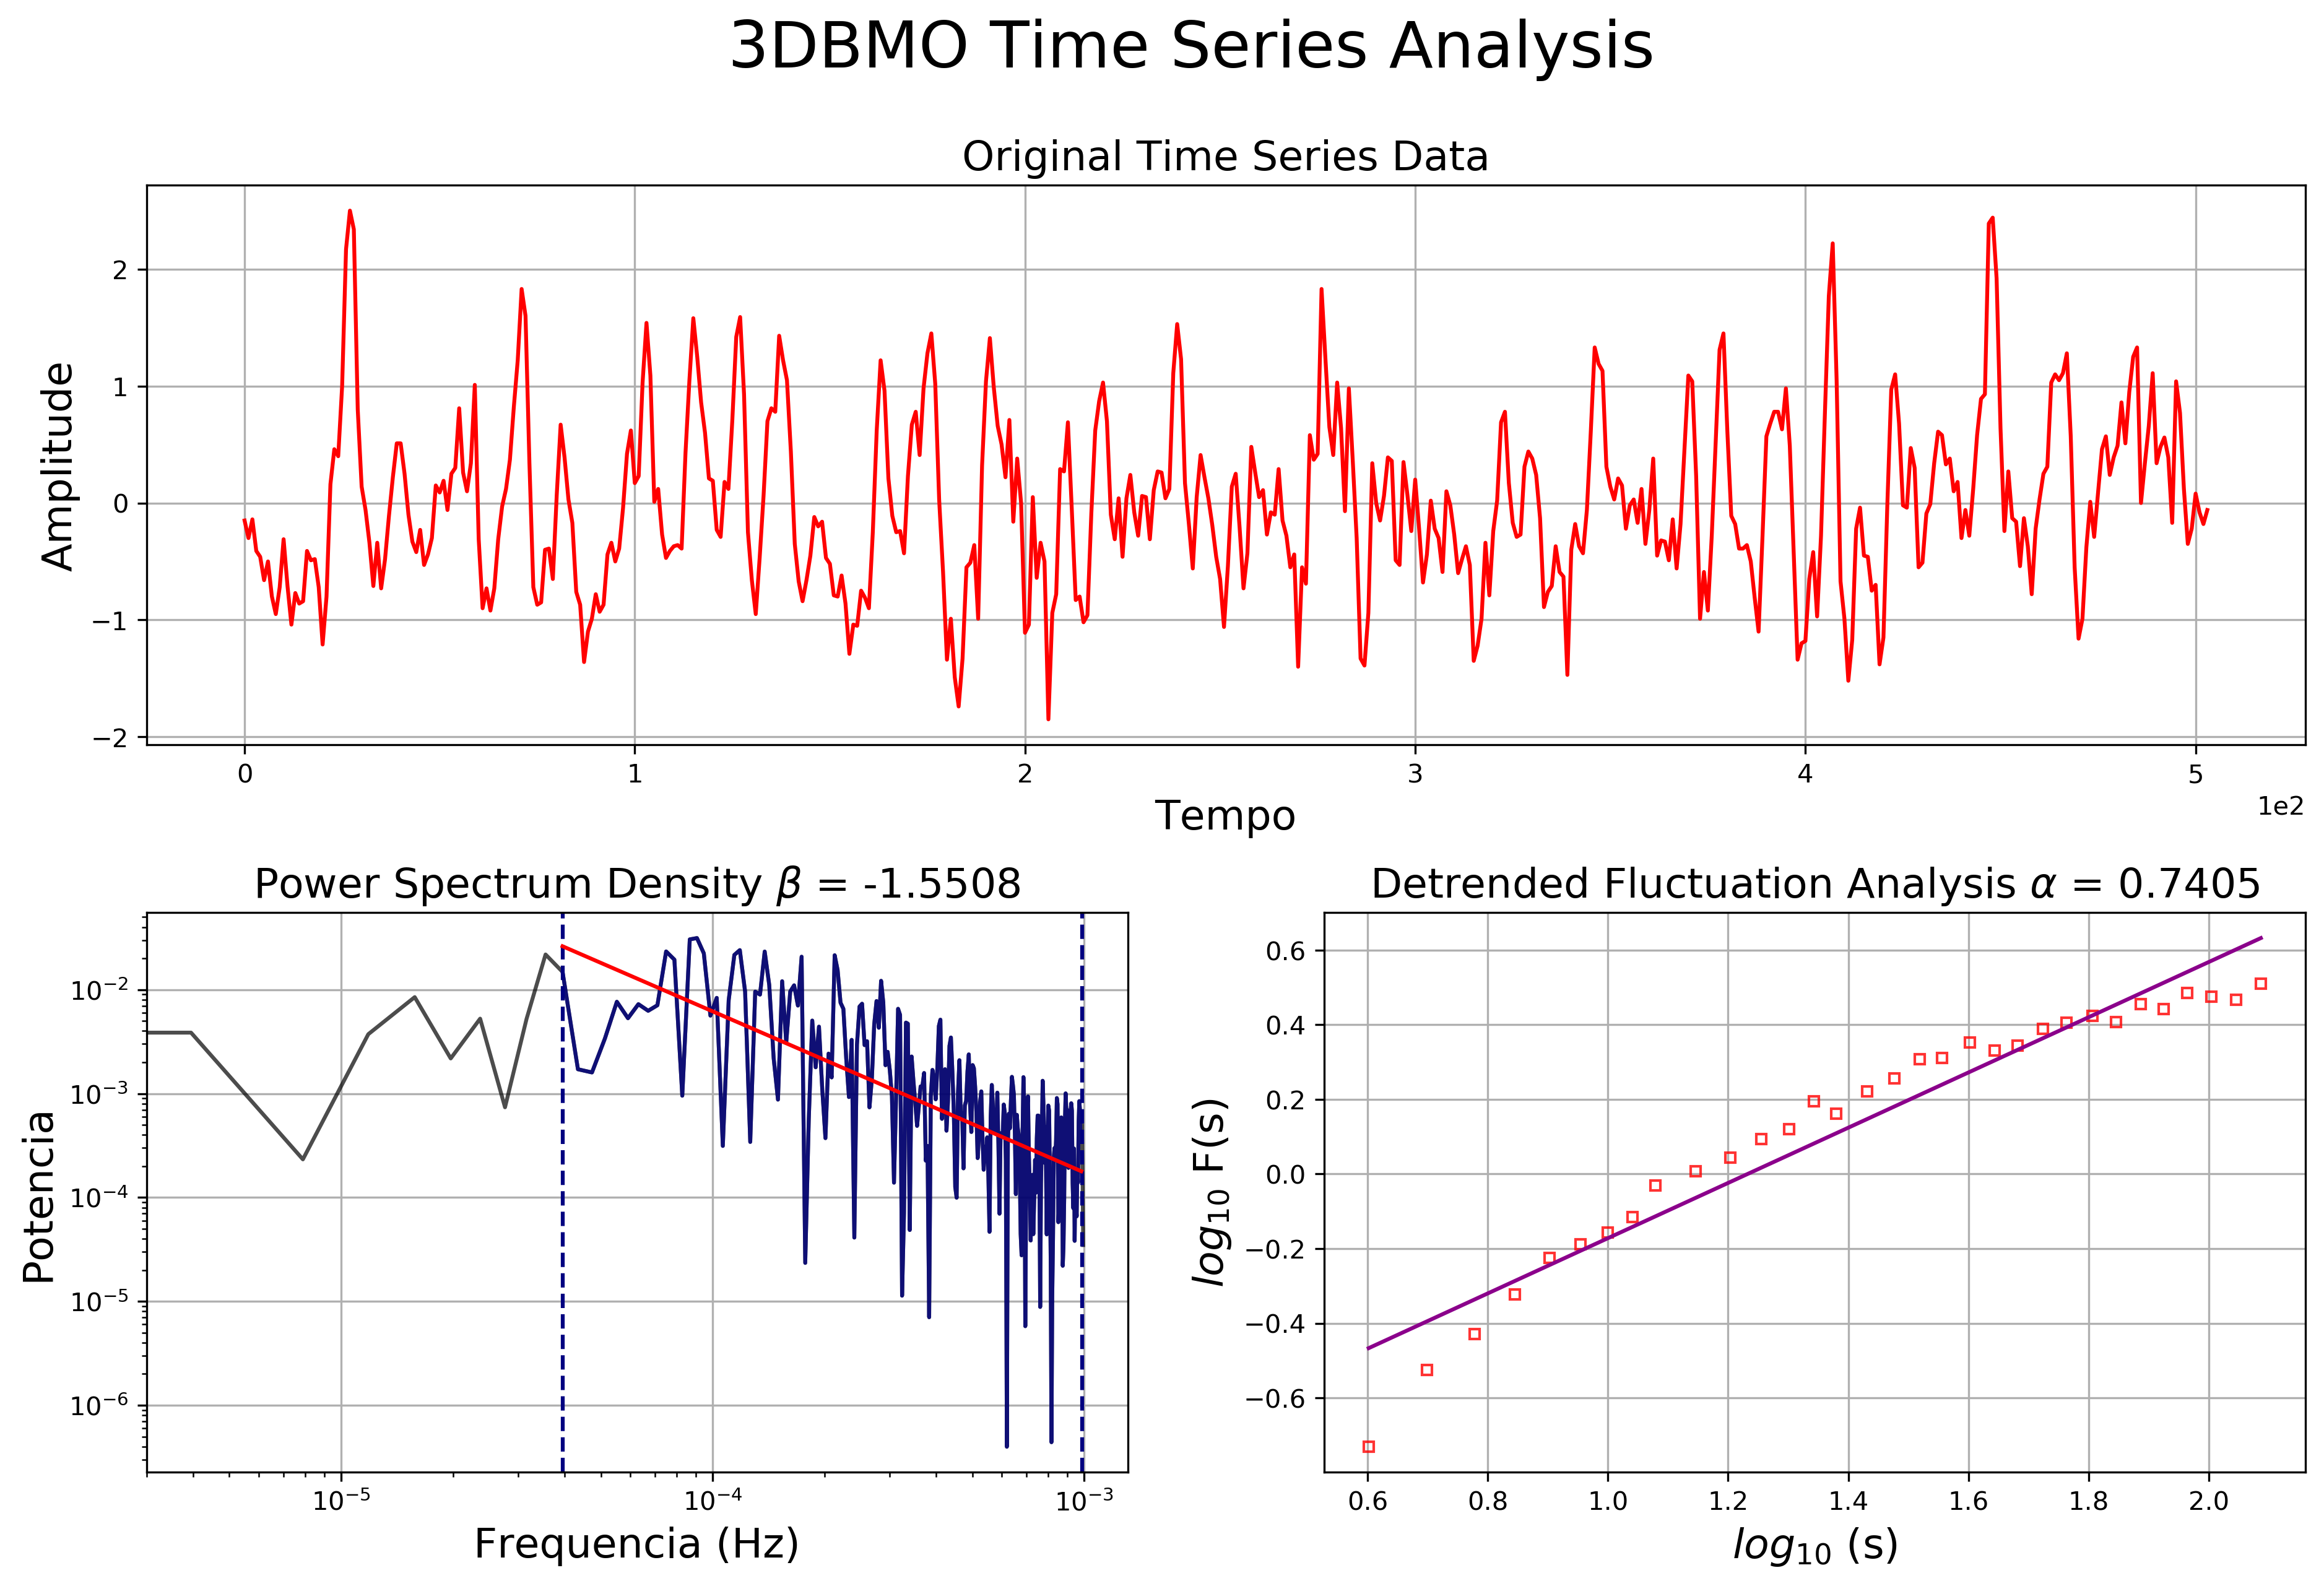 3DBMO Time Series Analysis
Original Time Series Data
Amplitude
2
1
0
−1
−2
0 1 2 3 4 5
1e2
Tempo
Power Spectrum Density β = -1.5508
Potencia
10⁻²
10⁻³
10⁻⁴
10⁻⁵
10⁻⁶
10⁻⁵ 10⁻⁴ 10⁻³
Frequencia (Hz)
Detrended Fluctuation Analysis α = 0.7405
log₁₀ F(s)
0.6
0.4
0.2
0.0
−0.2
−0.4
−0.6
0.6 0.8 1.0 1.2 1.4 1.6 1.8 2.0
log₁₀ (s)